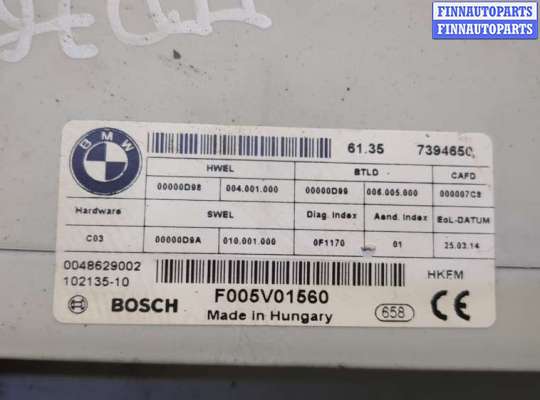 FINNAUTOPARTS
FINNAUTOPARTS
BMW
61.35 7394650
HWEL BTLD CAFD
00000D98 004.001.000 00000D99 006.005.000 000007C8
Hardware SWEL Diag. Index Aend. Index EoL-DATUM
C03 00000D9A 010.001.000 0F1170 01 25.03.14
0048629002
102135-10
HKFM
BOSCH F005V01560
Made in Hungary
658 CE